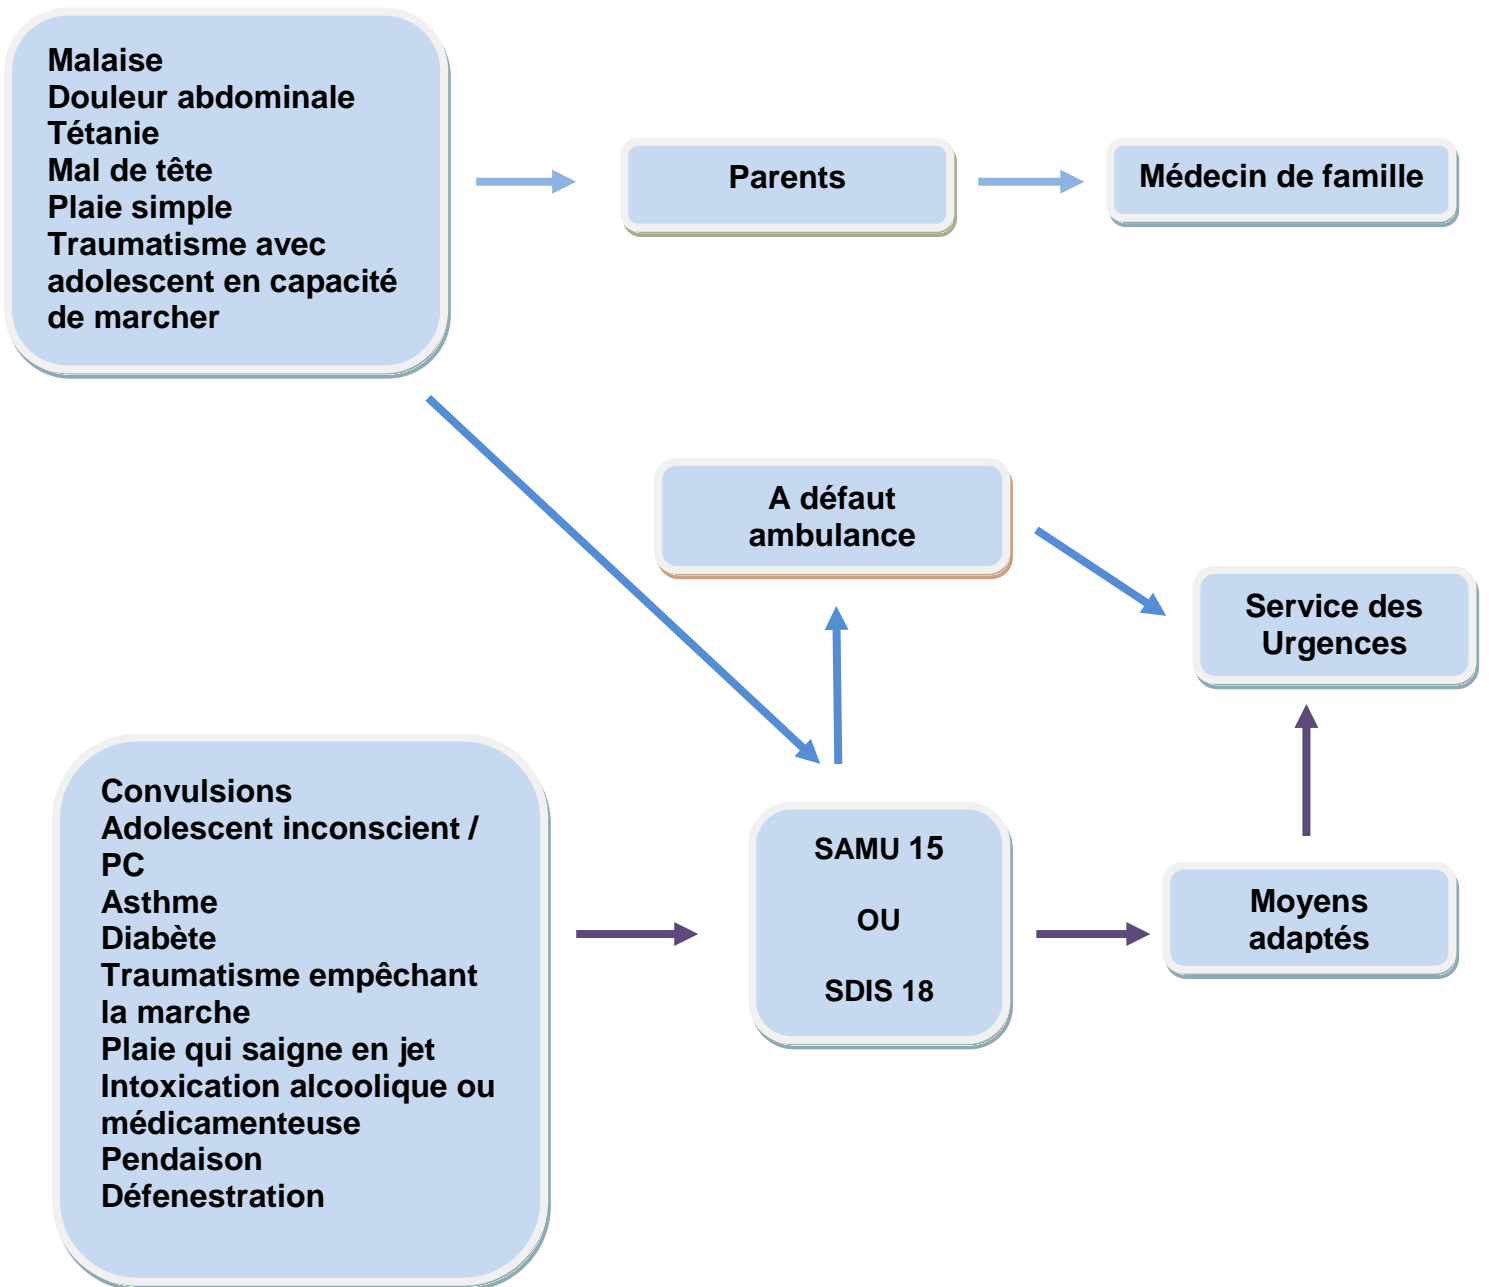 Malaise
Douleur abdominale
Tétanie
Mal de tête
Plaie simple
Traumatisme avec
adolescent en capacité
de marcher
Parents
Médecin de famille
A défaut
ambulance
Service des
Urgences
Convulsions
Adolescent inconscient /
PC
Asthme
Diabète
Traumatisme empêchant
la marche
Plaie qui saigne en jet
Intoxication alcoolique ou
médicamenteuse
Pendaison
Défenestration
SAMU 15
OU
SDIS 18
Moyens
adaptés